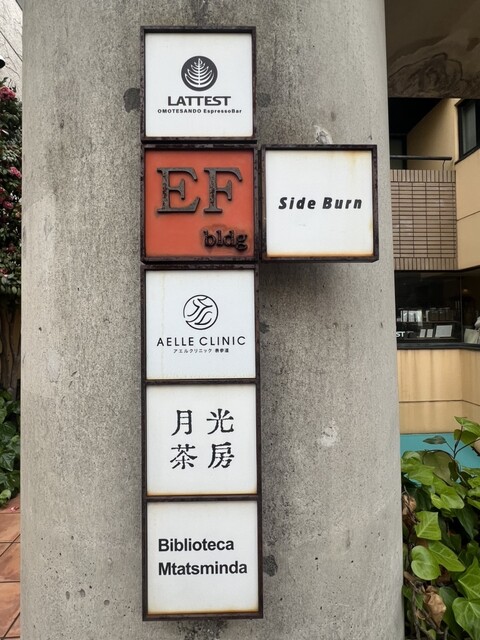 LATTEST
OMOTESANDO EspressoBar
EF
bldg
Side Burn
AELLE CLINIC
アエルクリニック 表参道
月光
茶房
Biblioteca
Mtatsminda